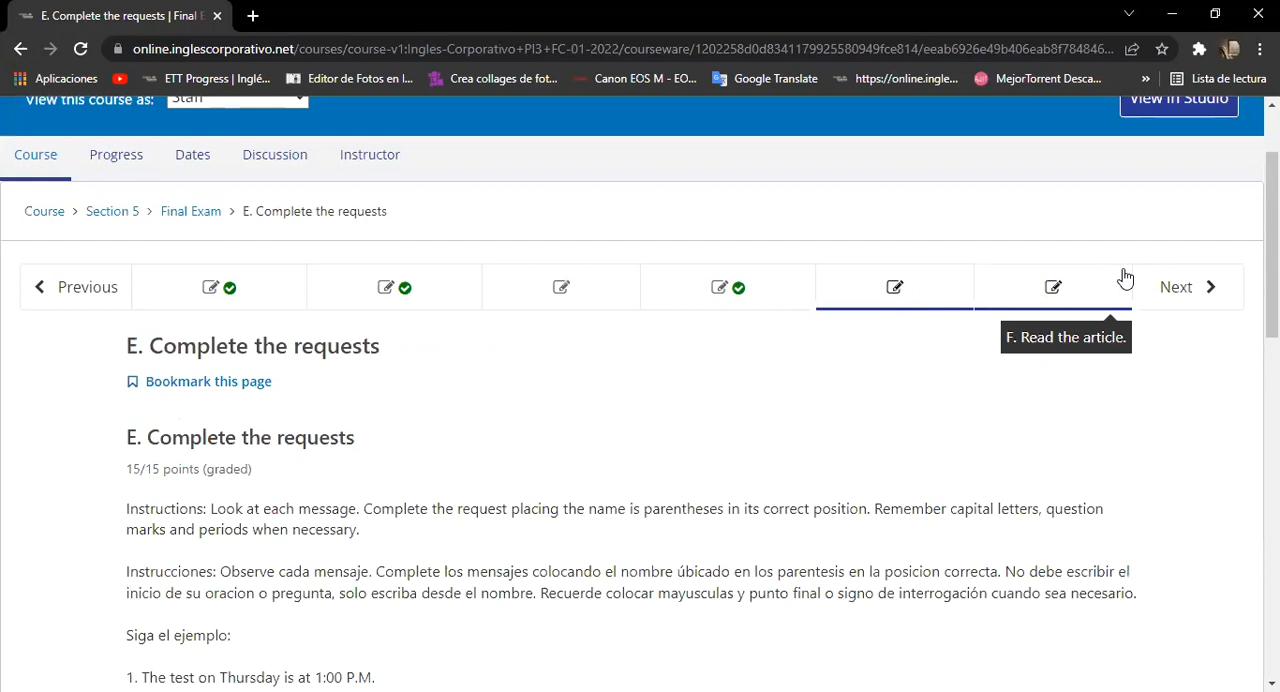 E. Complete the requests | Final E
online.inglescorporativo.net/courses/course-v1:Ingles-Corporativo+PI3+FC-01-2022/courseware/1202258d0d8341179925580949fce814/eeab6926e49b406eab8f784846...
Aplicaciones ETT Progress | Inglé... Editor de Fotos en l... Crea collages de fot... Canon EOS M - EO... Google Translate https://online.ingle... MejorTorrent Desca... » Lista de lectura
View this course as: Staff View in Studio
Course Progress Dates Discussion Instructor
Course > Section 5 > Final Exam > E. Complete the requests
Previous Next
F. Read the article.
E. Complete the requests
Bookmark this page
E. Complete the requests
15/15 points (graded)
Instructions: Look at each message. Complete the request placing the name is parentheses in its correct position. Remember capital letters, question
marks and periods when necessary.
Instrucciones: Observe cada mensaje. Complete los mensajes colocando el nombre úbicado en los parentesis en la posicion correcta. No debe escribir el
inicio de su oracion o pregunta, solo escriba desde el nombre. Recuerde colocar mayusculas y punto final o signo de interrogación cuando sea necesario.
Siga el ejemplo:
1. The test on Thursday is at 1:00 P.M.